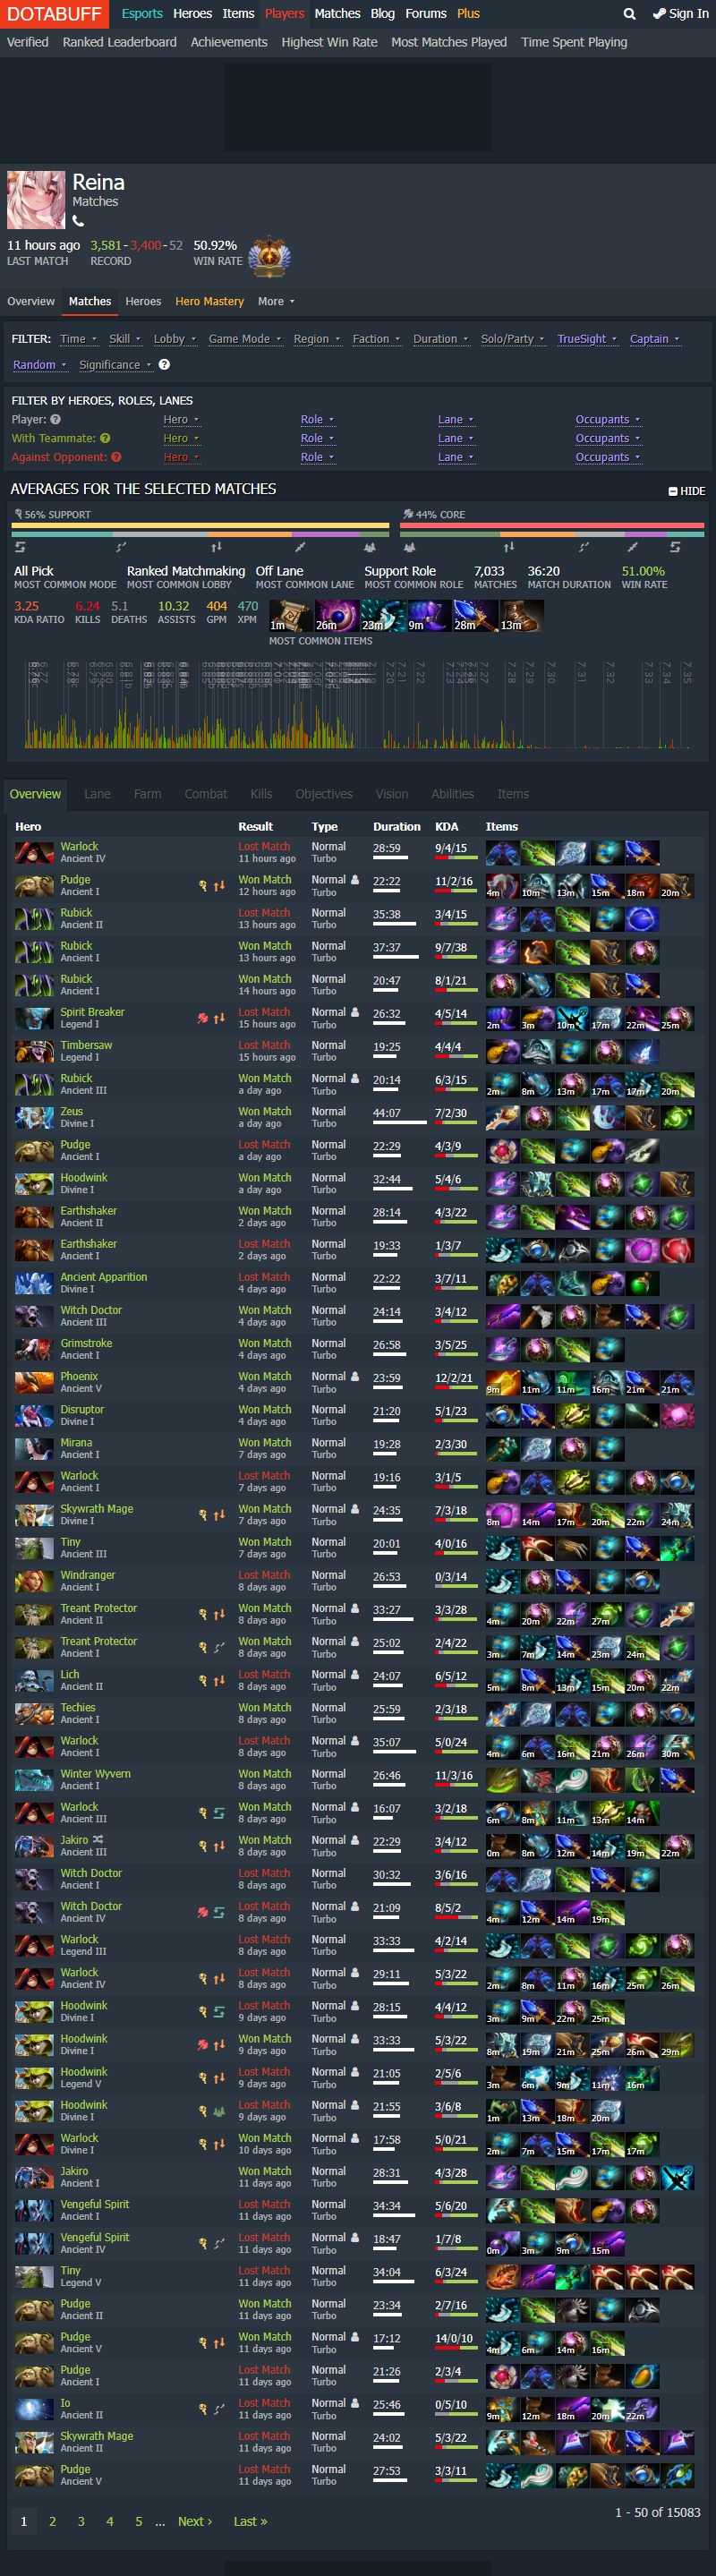 DOTABUFF Esports Heroes Items Players Matches Blog Forums Plus Sign In
Verified Ranked Leaderboard Achievements Highest Win Rate Most Matches Played Time Spent Playing
Reina
Matches
11 hours ago 3,581-3,400-52 50.92%
LAST MATCH RECORD WIN RATE
Overview Matches Heroes Hero Mastery More
FILTER: Time Skill Lobby Game Mode Region Faction Duration Solo/Party TrueSight Captain
Random Significance
FILTER BY HEROES, ROLES, LANES
Player: Hero Role Lane Occupants
With Teammate: Hero Role Lane Occupants
Against Opponent: Hero Role Lane Occupants
AVERAGES FOR THE SELECTED MATCHES HIDE
56% SUPPORT 44% CORE
All Pick Ranked Matchmaking Off Lane Support Role 7,033 36:20 51.00%
MOST COMMON MODE MOST COMMON LOBBY MOST COMMON LANE MOST COMMON ROLE MATCHES MATCH DURATION WIN RATE
3.25 6.24 5.1 10.32 404 470 1m 26m 23m 9m 28m 13m
KDA RATIO KILLS DEATHS ASSISTS GPM XPM
MOST COMMON ITEMS
7.20 7.21 7.22 7.23 7.27 7.28 7.29 7.30 7.31 7.32 7.33 7.34 7.35
Overview Lane Farm Combat Kills Objectives Vision Abilities Items
Hero Result Type Duration KDA Items
Warlock Lost Match Normal 28:59 9/4/15
Ancient IV 11 hours ago Turbo
Pudge Won Match Normal 22:22 11/2/16 4m 10m 13m 15m 18m 20m
Ancient I 12 hours ago Turbo
Rubick Lost Match Normal 35:38 3/4/15
Ancient II 13 hours ago Turbo
Rubick Won Match Normal 37:37 9/7/38
Ancient I 13 hours ago Turbo
Rubick Won Match Normal 20:47 8/1/21
Ancient I 14 hours ago Turbo
Spirit Breaker Lost Match Normal 26:32 4/5/14 2m 3m 10m 17m 22m 25m
Legend I 15 hours ago Turbo
Timbersaw Lost Match Normal 19:25 4/4/4
Legend I 15 hours ago Turbo
Rubick Won Match Normal 20:14 6/3/15 2m 8m 13m 17m 17m 20m
Ancient III a day ago Turbo
Zeus Won Match Normal 44:07 7/2/30
Divine I a day ago Turbo
Pudge Lost Match Normal 22:29 4/3/9
Ancient I a day ago Turbo
Hoodwink Won Match Normal 32:44 5/4/6
Divine I a day ago Turbo
Earthshaker Won Match Normal 28:14 4/3/22
Ancient II 2 days ago Turbo
Earthshaker Lost Match Normal 19:33 1/3/7
Ancient I 2 days ago Turbo
Ancient Apparition Lost Match Normal 22:22 3/7/11
Divine I 4 days ago Turbo
Witch Doctor Won Match Normal 24:14 3/4/12
Ancient III 4 days ago Turbo
Grimstroke Won Match Normal 26:58 3/5/25
Ancient I 4 days ago Turbo
Phoenix Won Match Normal 23:59 12/2/21 9m 11m 11m 16m 21m 21m
Ancient V 4 days ago Turbo
Disruptor Won Match Normal 21:20 5/1/23
Divine I 4 days ago Turbo
Mirana Won Match Normal 19:28 2/3/30
Ancient I 7 days ago Turbo
Warlock Lost Match Normal 19:16 3/1/5
Ancient I 7 days ago Turbo
Skywrath Mage Won Match Normal 24:35 7/3/18 8m 14m 17m 20m 22m 24m
Divine I 7 days ago Turbo
Tiny Won Match Normal 20:01 4/0/16
Ancient III 7 days ago Turbo
Windranger Lost Match Normal 26:53 0/3/14
Ancient I 8 days ago Turbo
Treant Protector Won Match Normal 33:27 3/3/28 4m 20m 22m 27m
Ancient II 8 days ago Turbo
Treant Protector Won Match Normal 25:02 2/4/22 3m 7m 14m 23m 24m
Ancient I 8 days ago Turbo
Lich Won Match Normal 24:07 6/5/12 5m 8m 13m 15m 20m 22m
Ancient II 8 days ago Turbo
Techies Won Match Normal 25:59 2/3/18
Ancient I 8 days ago Turbo
Warlock Lost Match Normal 35:07 5/0/24 4m 6m 16m 21m 26m 30m
Ancient I 8 days ago Turbo
Winter Wyvern Won Match Normal 26:46 11/3/16
Ancient I 8 days ago Turbo
Warlock Won Match Normal 16:07 3/2/18 6m 8m 11m 13m 14m
Ancient III 8 days ago Turbo
Jakiro Won Match Normal 22:29 3/4/12 0m 8m 12m 14m 19m 22m
Ancient III 8 days ago Turbo
Witch Doctor Lost Match Normal 30:32 3/6/16
Ancient I 8 days ago Turbo
Witch Doctor Lost Match Normal 21:09 8/5/2 4m 12m 14m 19m
Ancient IV 8 days ago Turbo
Warlock Lost Match Normal 33:33 4/2/14
Legend III 8 days ago Turbo
Warlock Lost Match Normal 29:11 5/3/22 2m 8m 11m 16m 25m 26m
Ancient IV 8 days ago Turbo
Hoodwink Lost Match Normal 28:15 4/4/12 3m 9m 22m 25m
Divine I 9 days ago Turbo
Hoodwink Won Match Normal 33:33 5/3/22 8m 19m 21m 25m 26m 29m
Divine I 9 days ago Turbo
Hoodwink Lost Match Normal 21:05 2/5/6 3m 6m 9m 11m 16m
Legend V 9 days ago Turbo
Hoodwink Lost Match Normal 21:55 3/6/8 1m 13m 18m 20m
Divine I 9 days ago Turbo
Warlock Won Match Normal 17:58 5/0/21 2m 7m 15m 17m 17m
Divine I 10 days ago Turbo
Jakiro Won Match Normal 28:31 4/3/28
Ancient I 11 days ago Turbo
Vengeful Spirit Lost Match Normal 34:34 5/6/20
Ancient I 11 days ago Turbo
Vengeful Spirit Lost Match Normal 18:47 1/7/8 0m 3m 9m 15m
Ancient IV 11 days ago Turbo
Tiny Lost Match Normal 34:04 6/3/24
Legend V 11 days ago Turbo
Pudge Won Match Normal 23:34 2/7/16
Ancient II 11 days ago Turbo
Pudge Won Match Normal 17:12 14/0/10 4m 6m 14m 16m
Ancient V 11 days ago Turbo
Pudge Lost Match Normal 21:26 2/3/4
Ancient I 11 days ago Turbo
Io Lost Match Normal 25:46 0/5/10 9m 12m 18m 20m 22m
Ancient II 11 days ago Turbo
Skywrath Mage Lost Match Normal 24:02 5/3/22
Ancient II 11 days ago Turbo
Pudge Lost Match Normal 27:53 3/3/11
Ancient V 11 days ago Turbo
1 2 3 4 5 ... Next › Last » 1 - 50 of 15083